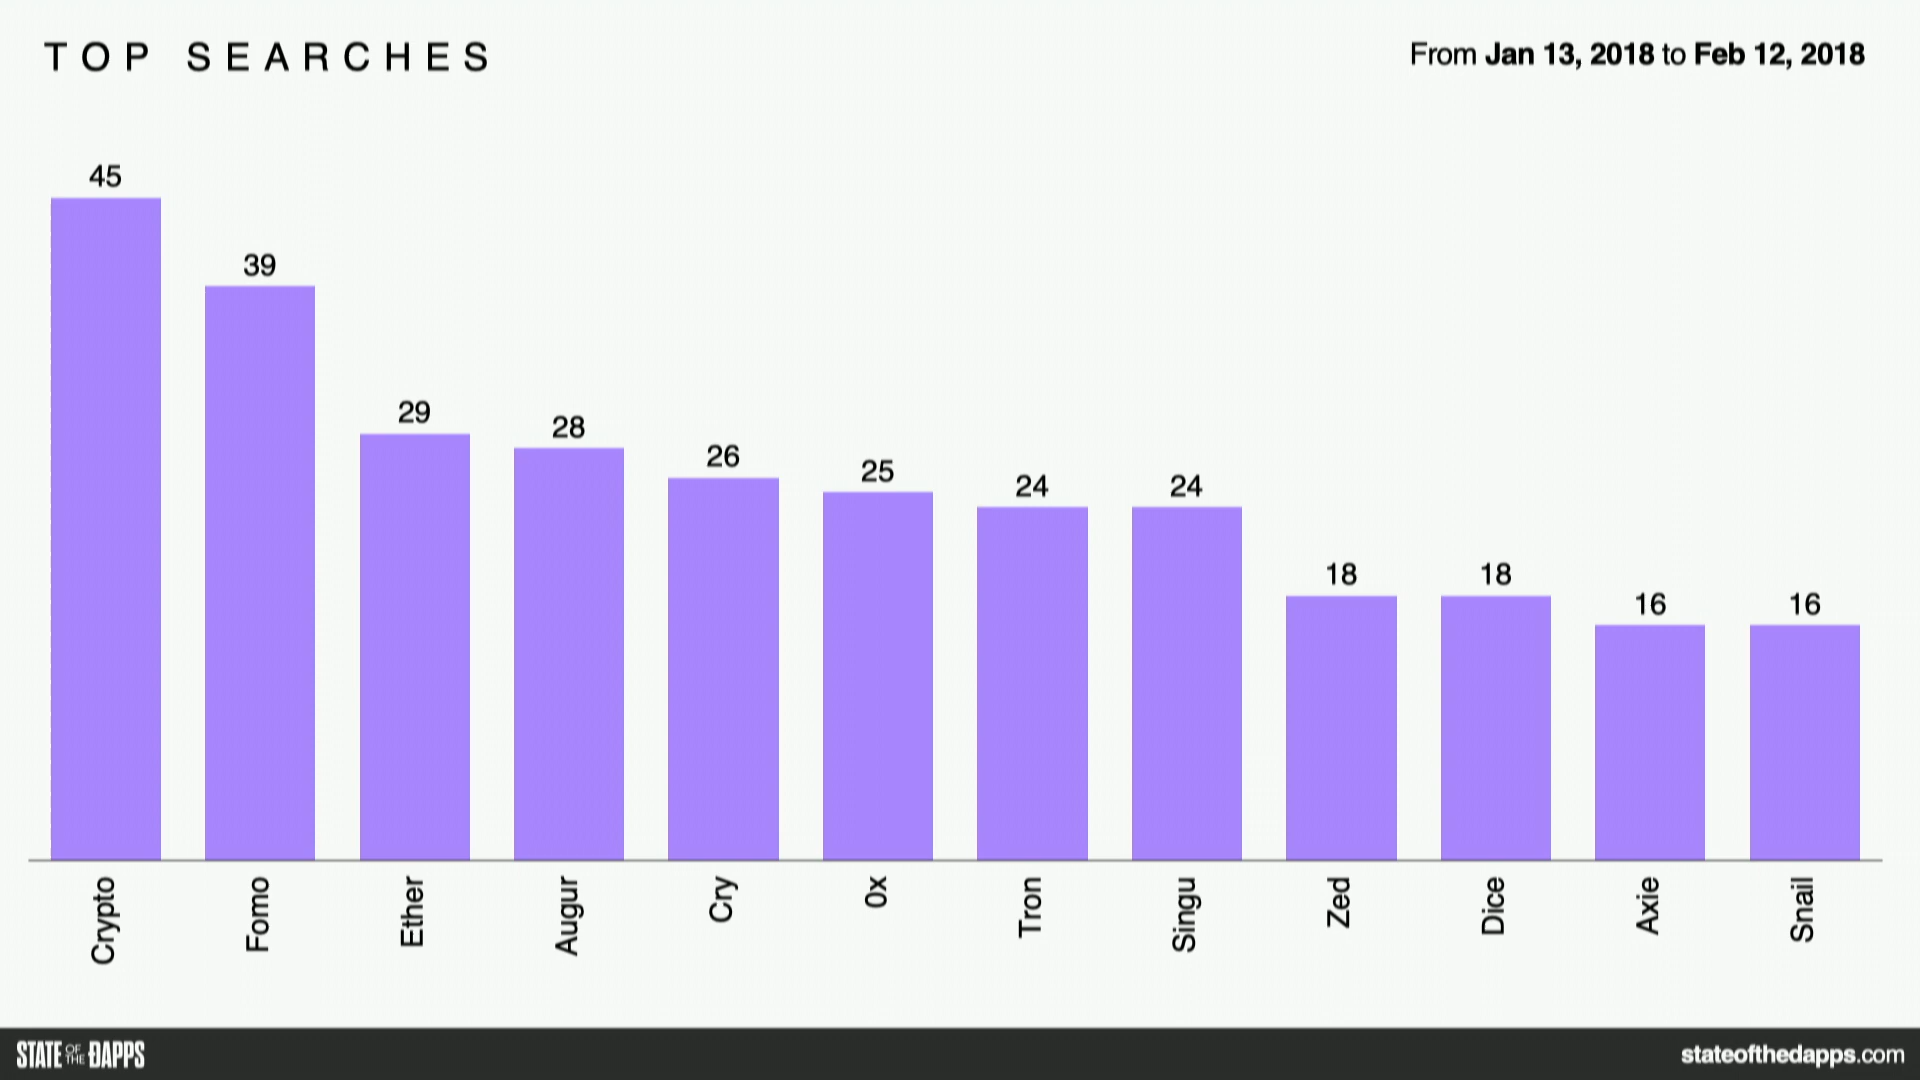 TOP SEARCHES
From Jan 13, 2018 to Feb 12, 2018
45
39
29
28
26
25
24
24
18
18
16
16
Crypto
Fomo
Ether
Augur
Cry
0x
Tron
Singu
Zed
Dice
Axie
Snail
STATE OF THE ĐAPPS
stateofthedapps.com